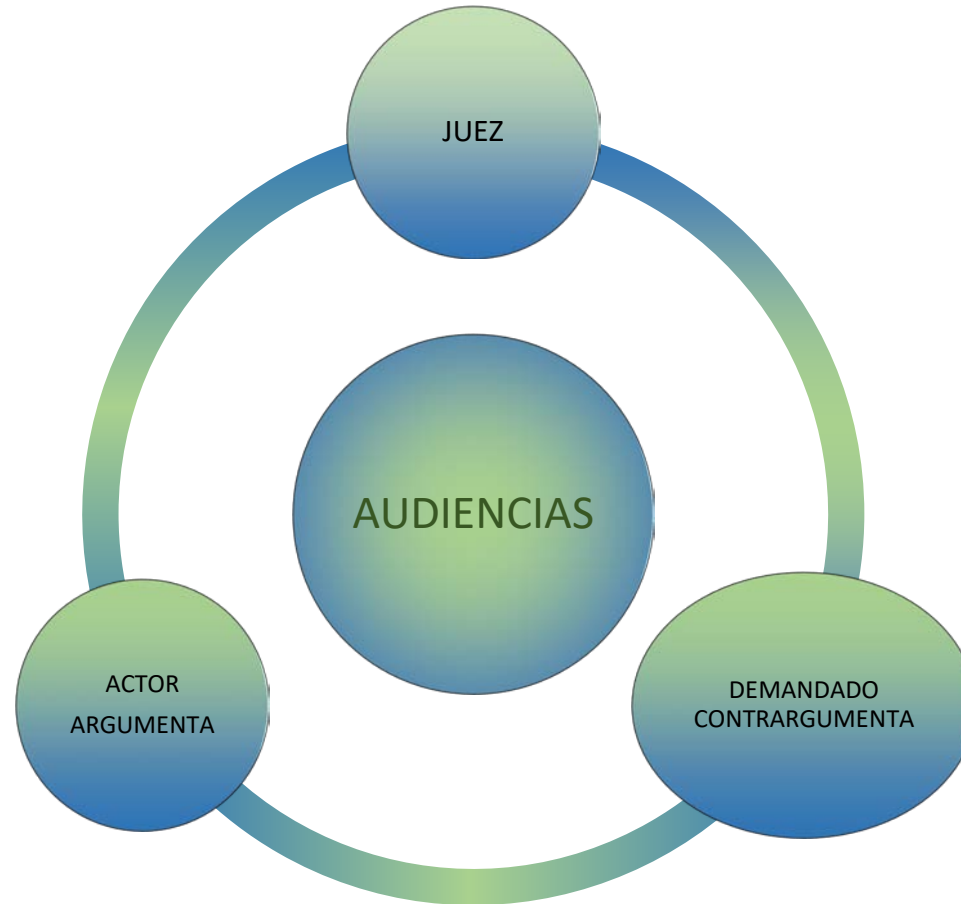 JUEZ
AUDIENCIAS
ACTOR
ARGUMENTA
DEMANDADO
CONTRARGUMENTA